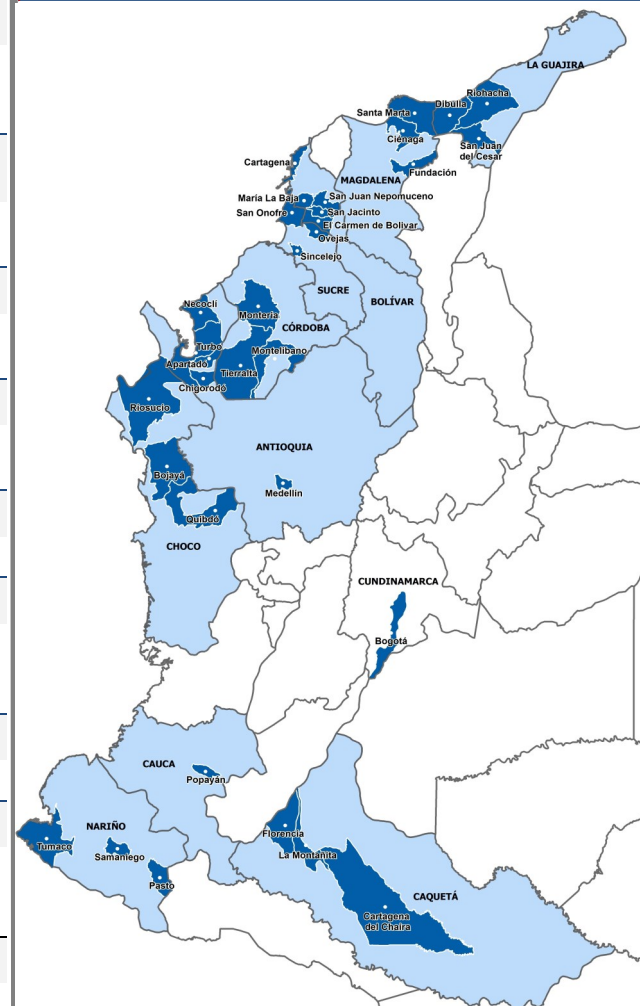 LA GUAJIRA
Riohacha
Dibulla
Santa Marta
Ciénaga
San Juan
del Cesar
Cartagena
Fundación
MAGDALENA
María La Baja
San Juan Nepomuceno
San Onofre
San Jacinto
El Carmen de Bolivar
Ovejas
Sincelejo
SUCRE
BOLÍVAR
Necoclí
Montería
CÓRDOBA
Turbo
Montelibano
Apartadó
Tierralta
Chigorodó
Riosucio
ANTIOQUIA
Bojayá
Medellín
Quibdó
CHOCO
CUNDINAMARCA
Bogotá
CAUCA
Popayán
NARIÑO
Florencia
Tumaco
Samaniego
La Montañita
Pasto
CAQUETÁ
Cartagena
del Chaira